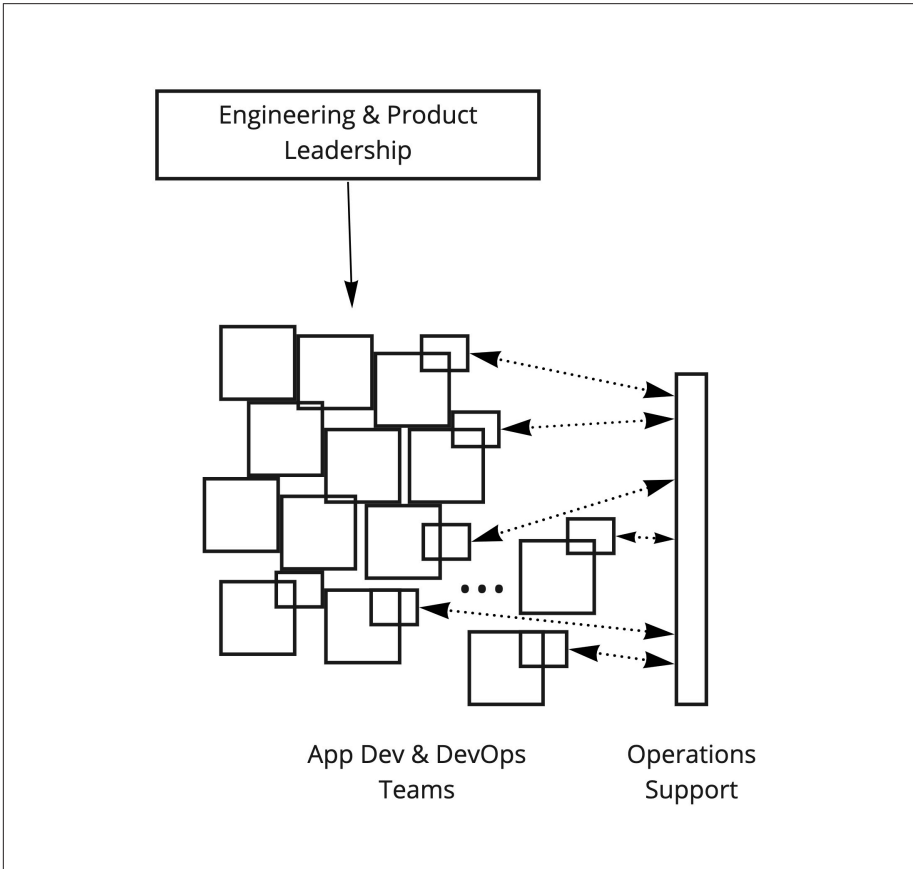 Engineering & Product
Leadership
App Dev & DevOps
Teams
Operations
Support